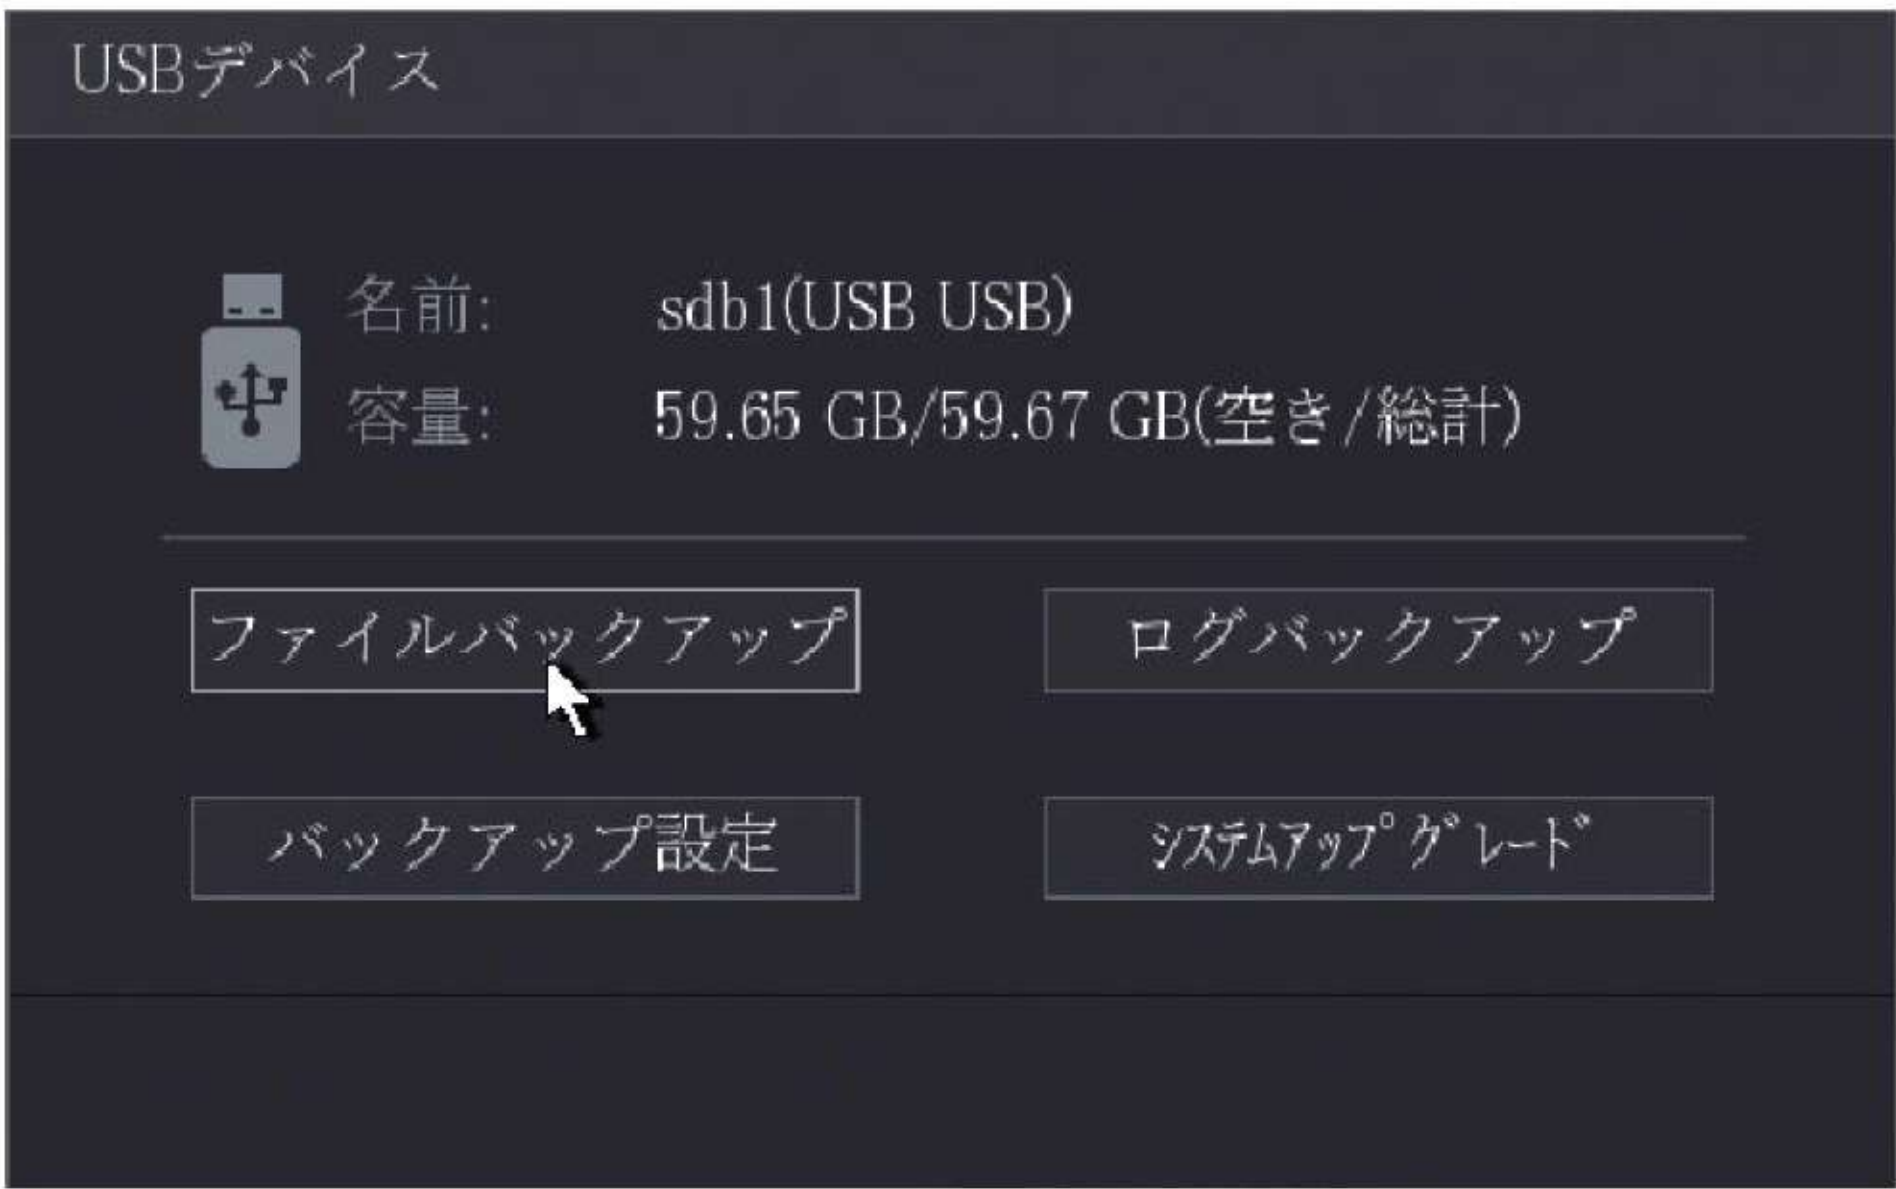 USBデバイス
名前: sdb1(USB USB)
容量: 59.65 GB/59.67 GB(空き/総計)
ファイルバックアップ ログバックアップ
バックアップ設定 システムアップグレード